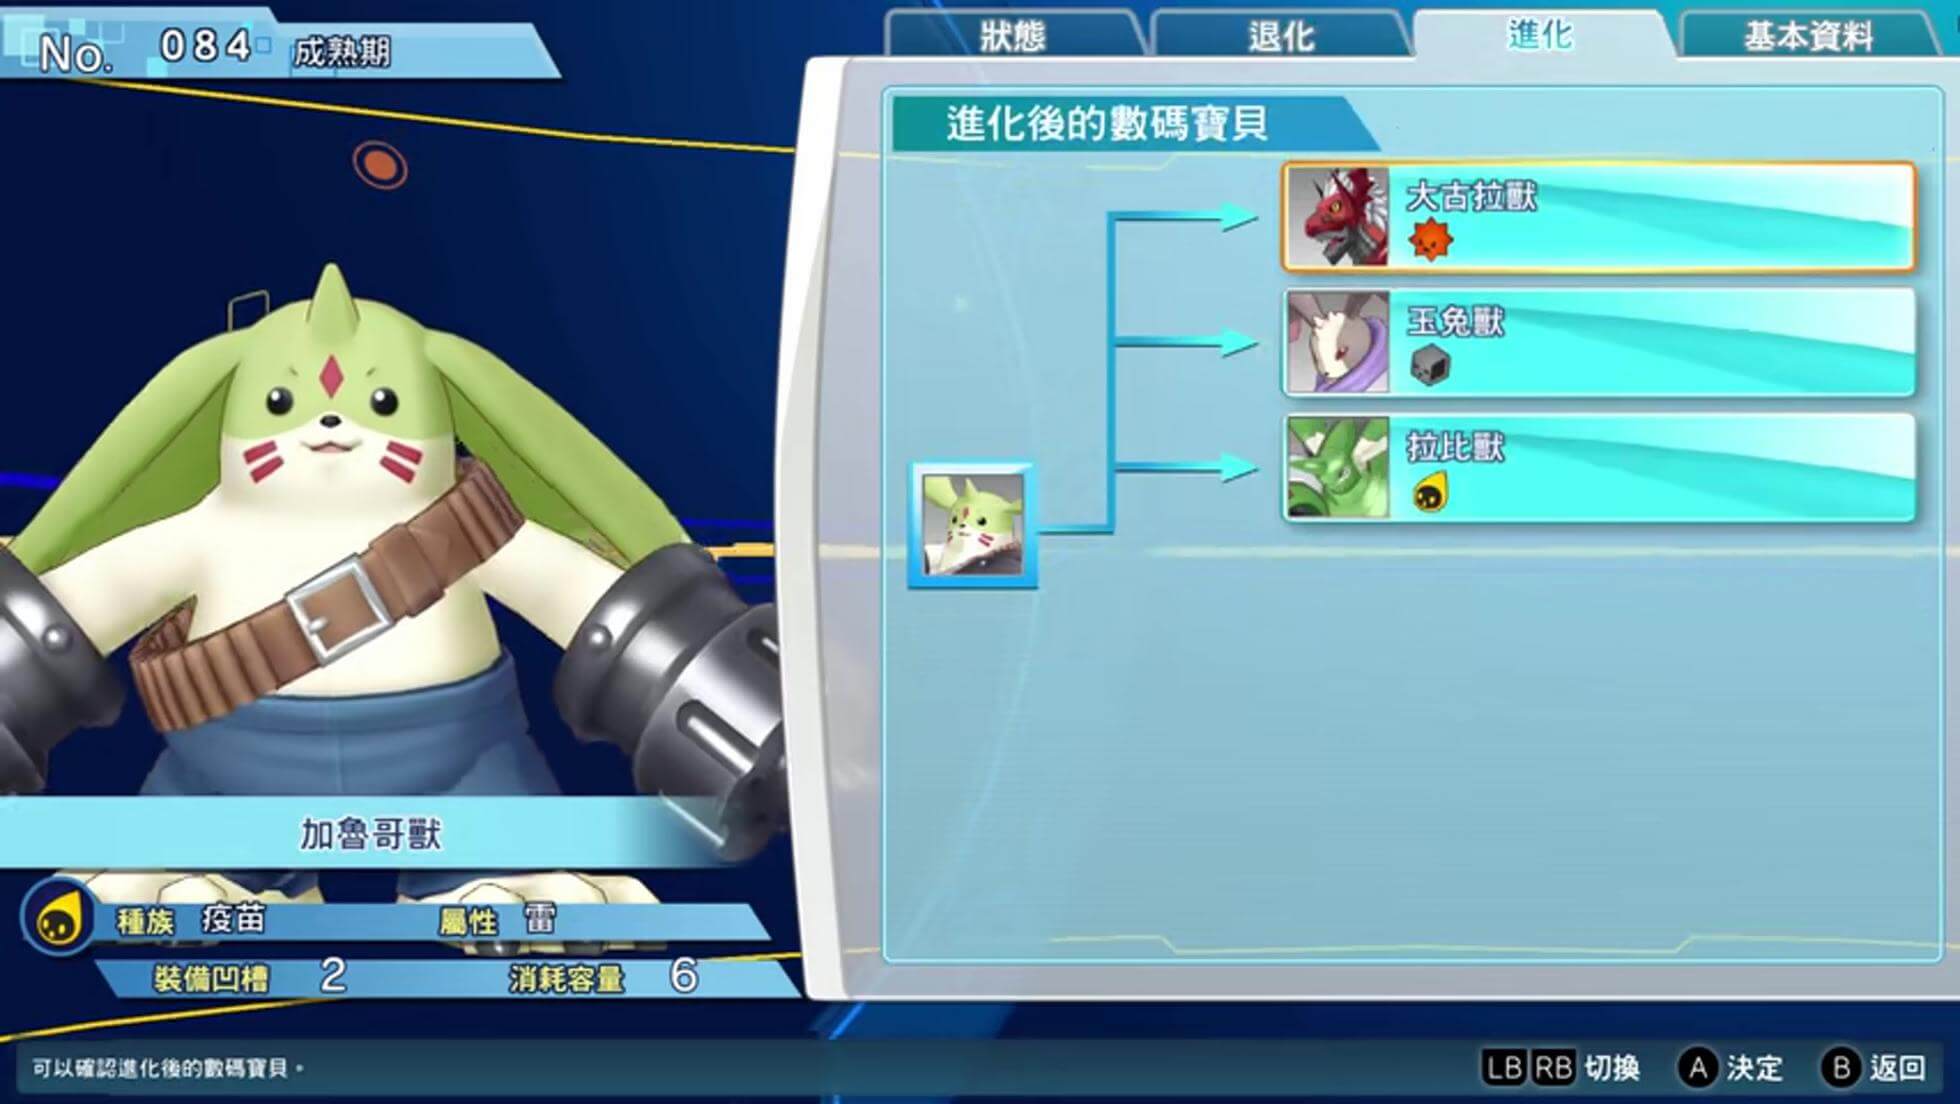 No. 084 成熟期
狀態 退化 進化 基本資料
進化後的數碼寶貝
大古拉獸
玉兔獸
拉比獸
加魯哥獸
種族 疫苗 屬性 雷
裝備凹槽 2 消耗容量 6
可以確認進化後的數碼寶貝。
LB RB 切換 A 決定 B 返回